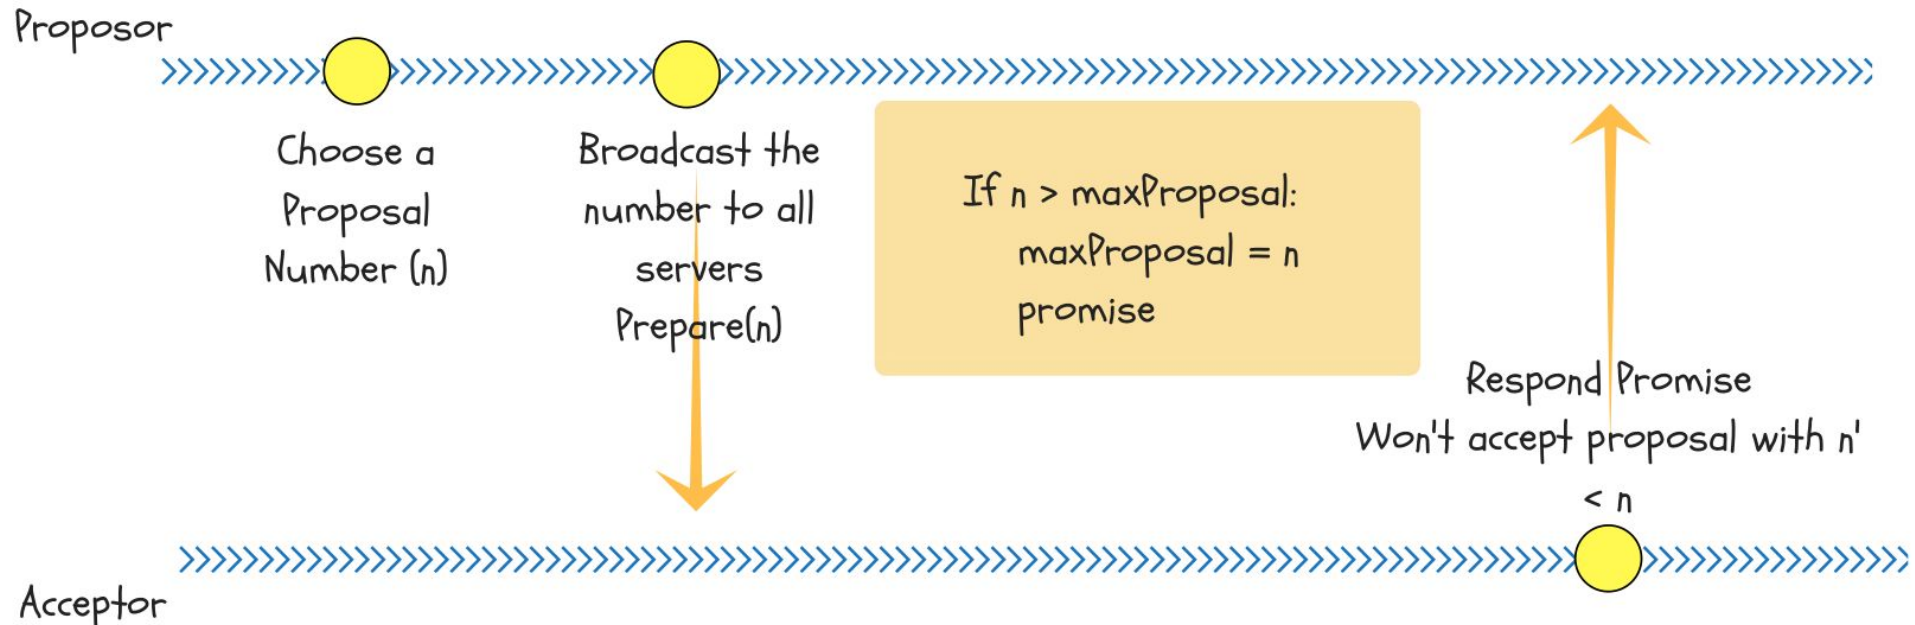 Proposor
Choose a
Proposal
Number (n)
Broadcast the
number to all
servers
Prepare(n)
If n > maxProposal:
maxProposal = n
promise
Respond Promise
Won't accept proposal with n'
< n
Acceptor